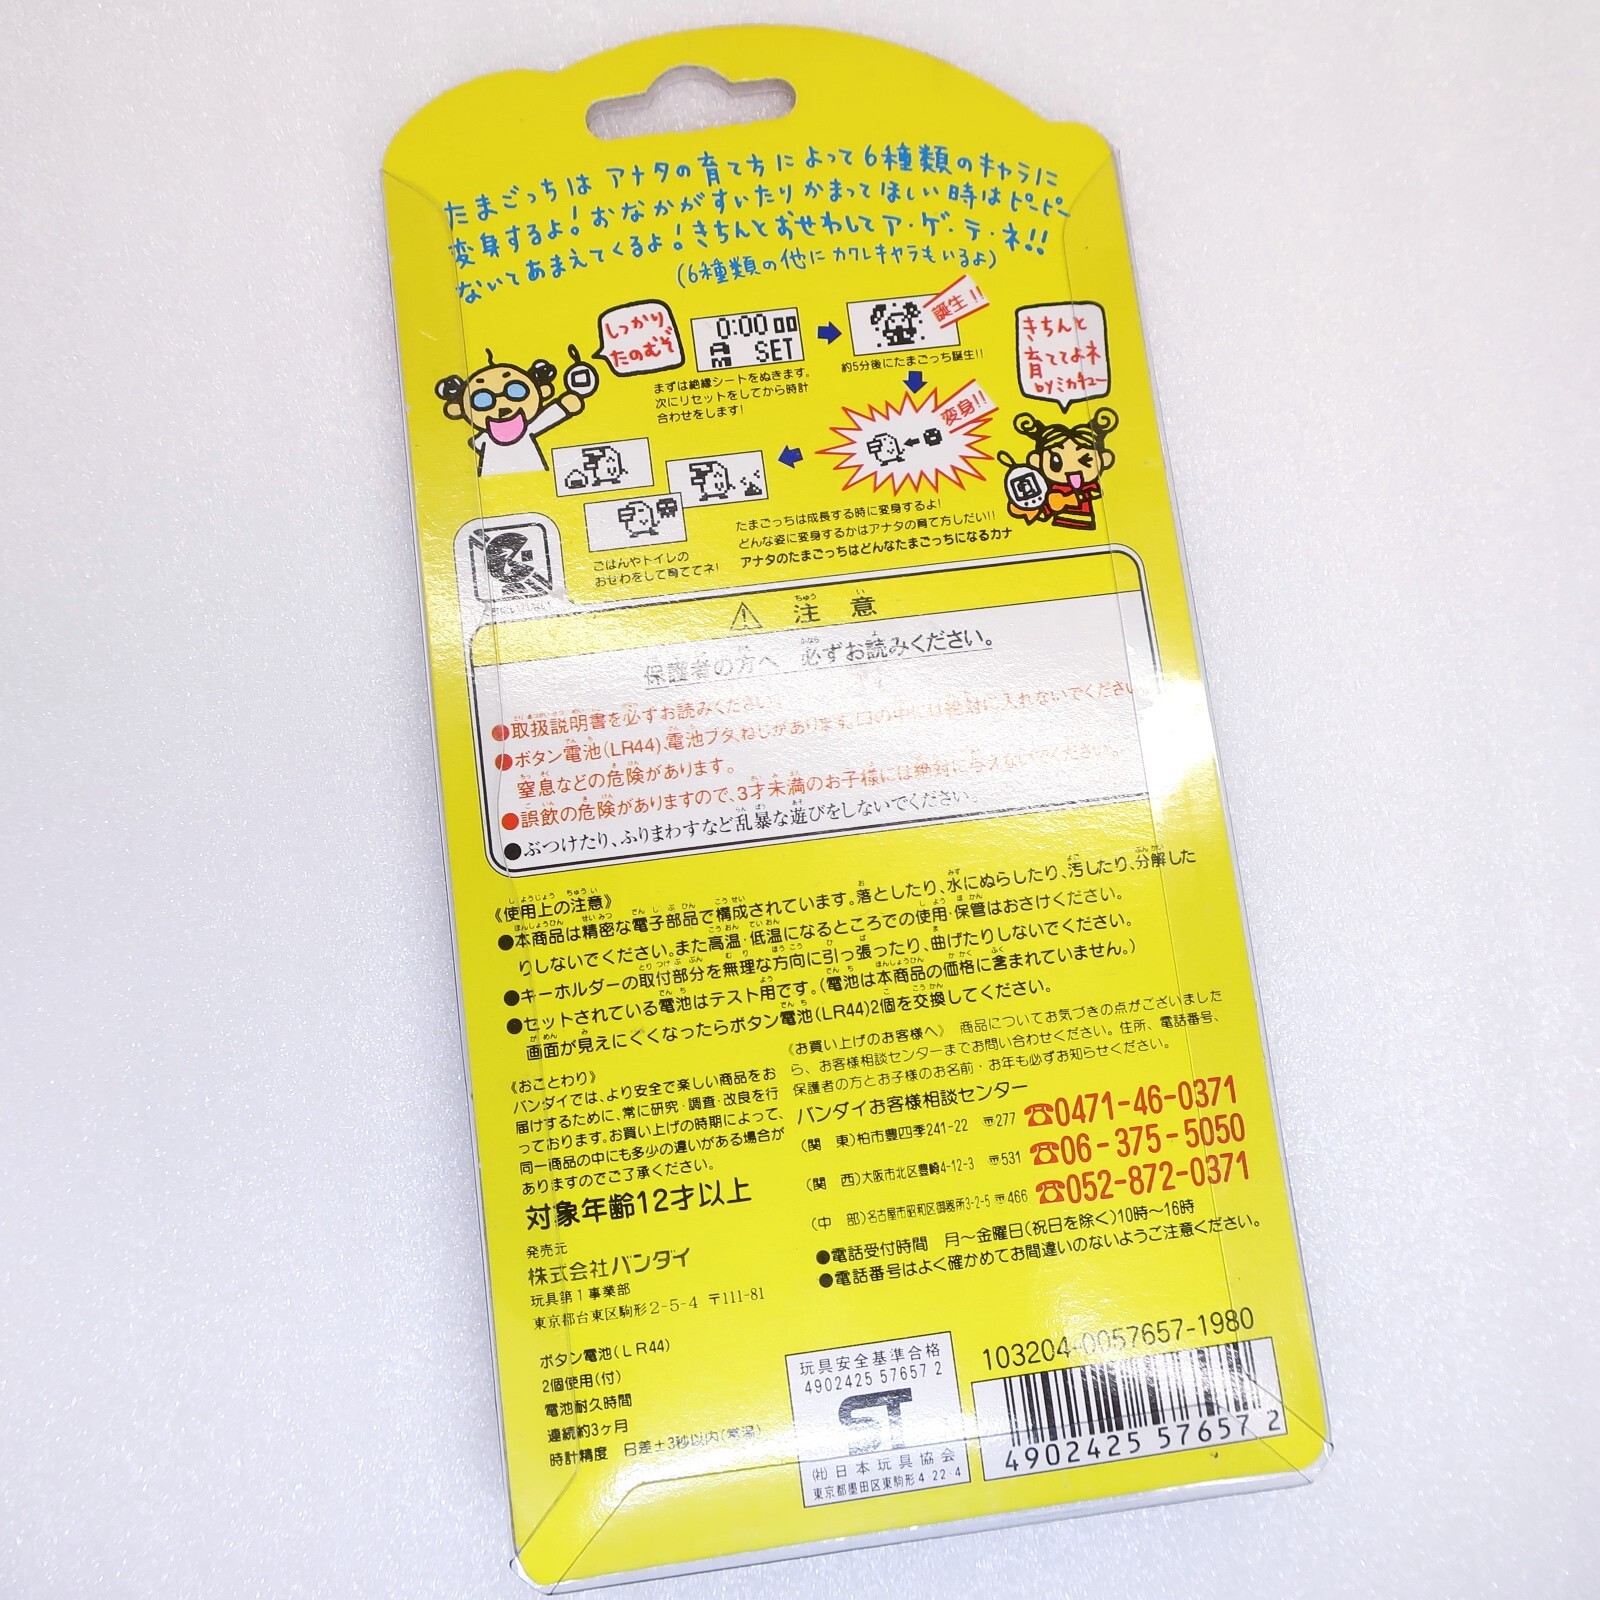 たまごっちは アナタの育て方によって6種類のキャラに
変身するよ!おなかがすいたりかまってほしい時はピーピー
ないてあまえてくるよ!きちんとおせわしてア・ゲ・テ・ネ!!
(6種類の他にカワレキャラもいるよ)
しっかり
たのむぞ
0:00 00
AM SET
まずは絶縁シートをぬきます。
次にリセットをしてから時計
合わせをします!
誕生!!
約5分後にたまごっち誕生!!
きちんと
育ててよネ
byミカチュー
変身!!
たまごっちは成長する時に変身するよ!
どんな姿に変身するかはアナタの育て方しだい!!
アナタのたまごっちはどんなたまごっちになるカナ
ごはんやトイレの
おせわをして育ててネ!
注意
保護者の方へ 必ずお読みください。
●取扱説明書を必ずお読みください。
●ボタン電池(LR44)、電池ブタ、ねじがあります。口の中には絶対に入れないでください。
窒息などの危険があります。
●誤飲の危険がありますので、3才未満のお子様には絶対に与えないでください。
●ぶつけたり、ふりまわすなど乱暴な遊びをしないでください。
《使用上の注意》
●本商品は精密な電子部品で構成されています。落としたり、水にぬらしたり、汚したり、分解した
りしないでください。また高温・低温になるところでの使用・保管はおさけください。
●キーホルダーの取付部分を無理な方向に引っ張ったり、曲げたりしないでください。
●セットされている電池はテスト用です。(電池は本商品の価格に含まれていません。)
画面が見えにくくなったらボタン電池(LR44)2個を交換してください。
《おことわり》
バンダイでは、より安全で楽しい商品をお
届けするために、常に研究・調査・改良を行
っております。お買い上げの時期によって、
同一商品の中にも多少の違いがある場合が
ありますのでご了承ください。
対象年齢12才以上
発売元
株式会社バンダイ
玩具第1事業部
東京都台東区駒形2-5-4 〒111-81
ボタン電池(LR44)
2個使用(付)
電池耐久時間
連続約3ヶ月
時計精度 日差±3秒以内(常温)
《お買い上げのお客様へ》 商品についてお気づきの点がございました
ら、お客様相談センターまでお問い合わせください。住所、電話番号、
保護者の方とお子様のお名前・お年も必ずお知らせください。
バンダイお客様相談センター
(関 東)柏市豊四季241-22 〒277 ☎0471-46-0371
(関 西)大阪市北区豊崎4-12-3 〒531 ☎06-375-5050
(中 部)名古屋市昭和区御器所3-2-5 〒466 ☎052-872-0371
●電話受付時間 月〜金曜日(祝日を除く)10時〜16時
●電話番号はよく確かめてお間違いのないようご注意ください。
玩具安全基準合格
4902425 57657 2
ST
(社)日本玩具協会
東京都墨田区東駒形4-22-4
103204-0057657-1980
4902425 57657 2